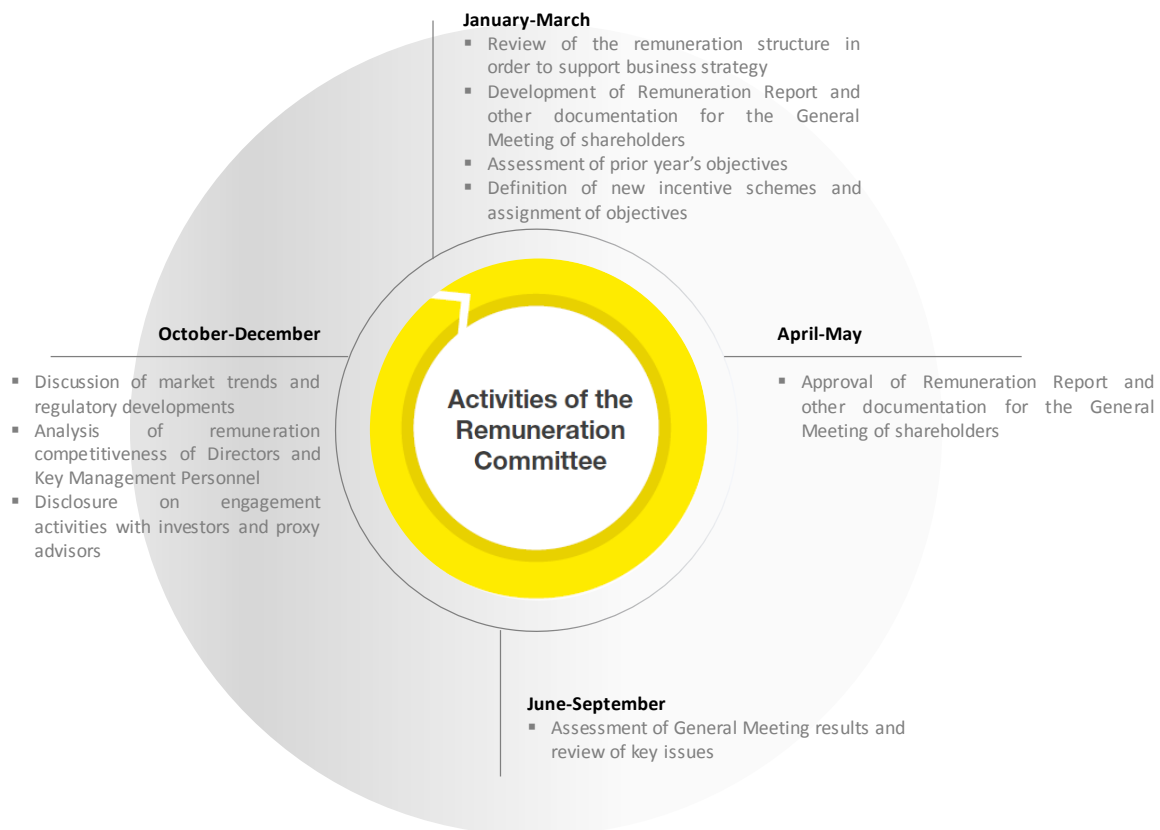 January-March
▪ Review of the remuneration structure in
order to support business strategy
▪ Development of Remuneration Report and
other documentation for the General
Meeting of shareholders
▪ Assessment of prior year's objectives
▪ Definition of new incentive schemes and
assignment of objectives
October-December
▪ Discussion of market trends and
regulatory developments
▪ Analysis of remuneration
competitiveness of Directors and
Key Management Personnel
▪ Disclosure on engagement
activities with investors and proxy
advisors
Activities of the
Remuneration
Committee
April-May
▪ Approval of Remuneration Report and
other documentation for the General
Meeting of shareholders
June-September
▪ Assessment of General Meeting results and
review of key issues